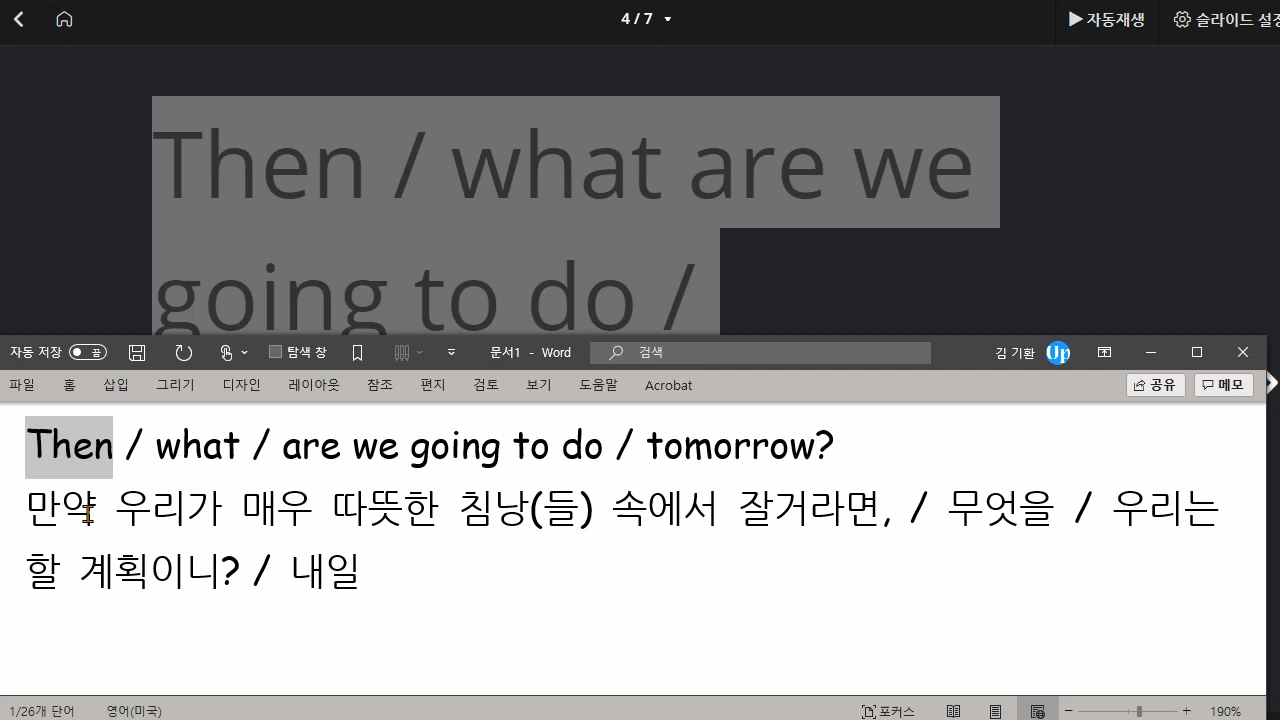 4 / 7
자동재생
슬라이드 설정
Then / what are we
going to do /
자동 저장
끔
탐색 창
문서1 - Word
검색
김 기환
Up
파일 홈 삽입 그리기 디자인 레이아웃 참조 편지 검토 보기 도움말 Acrobat
공유
메모
Then / what / are we going to do / tomorrow?
만약 우리가 매우 따뜻한 침낭(들) 속에서 잘거라면, / 무엇을 / 우리는
할 계획이니? / 내일
1/26개 단어
영어(미국)
포커스
190%